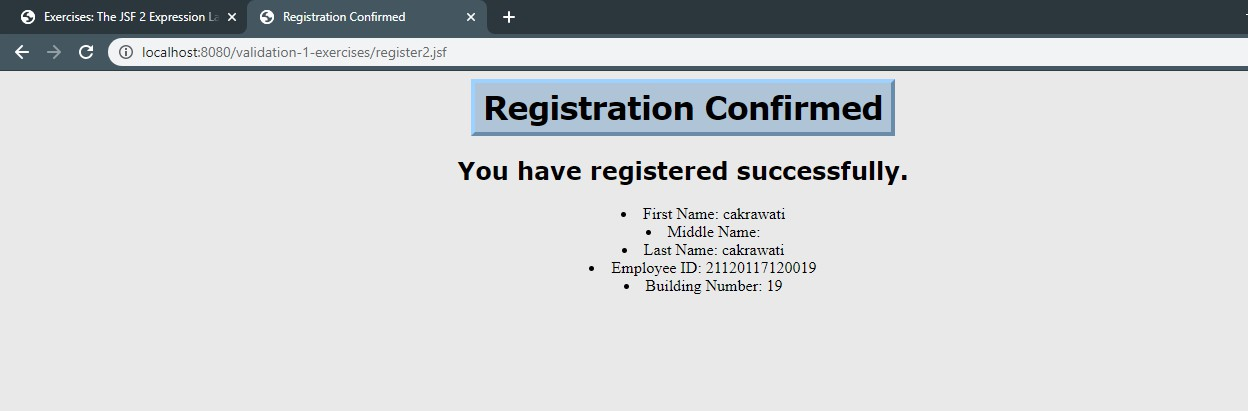 Exercises: The JSF 2 Expression La
Registration Confirmed
localhost:8080/validation-1-exercises/register2.jsf
Registration Confirmed
You have registered successfully.
• First Name: cakrawati
• Middle Name:
• Last Name: cakrawati
• Employee ID: 21120117120019
• Building Number: 19